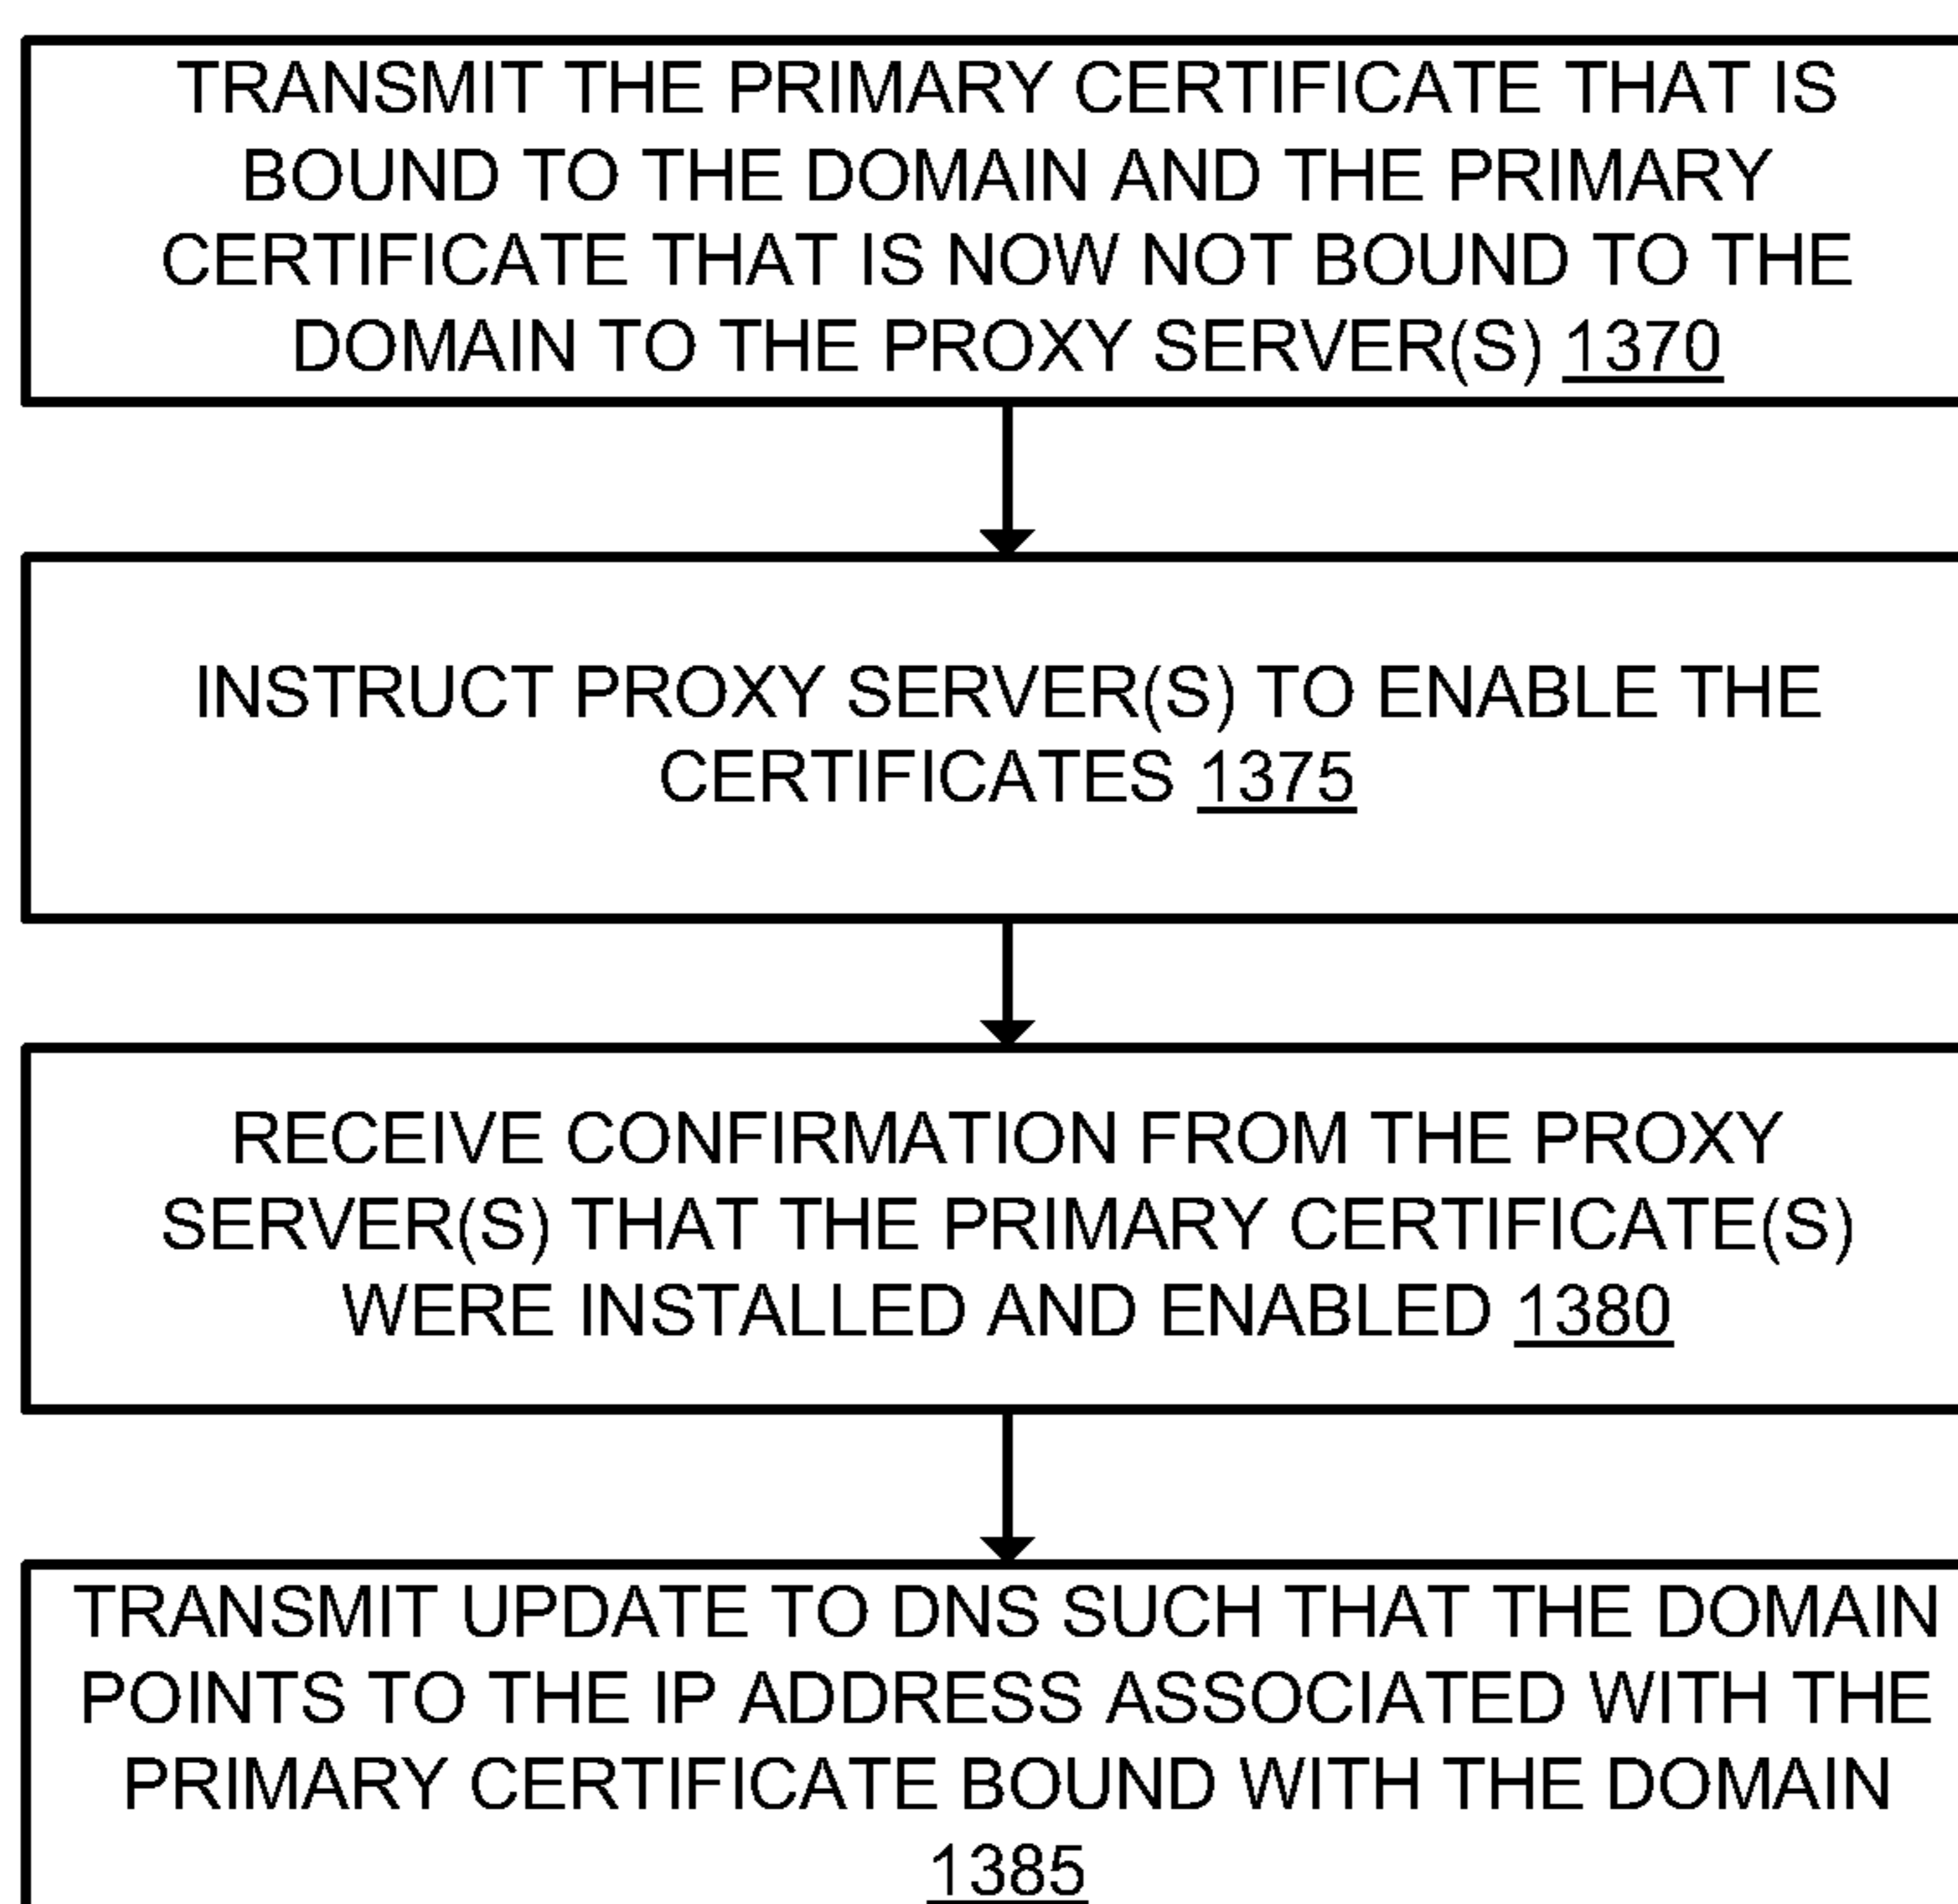 TRANSMIT THE PRIMARY CERTIFICATE THAT IS
BOUND TO THE DOMAIN AND THE PRIMARY
CERTIFICATE THAT IS NOW NOT BOUND TO THE
DOMAIN TO THE PROXY SERVER(S) 1370
INSTRUCT PROXY SERVER(S) TO ENABLE THE
CERTIFICATES 1375
RECEIVE CONFIRMATION FROM THE PROXY
SERVER(S) THAT THE PRIMARY CERTIFICATE(S)
WERE INSTALLED AND ENABLED 1380
TRANSMIT UPDATE TO DNS SUCH THAT THE DOMAIN
POINTS TO THE IP ADDRESS ASSOCIATED WITH THE
PRIMARY CERTIFICATE BOUND WITH THE DOMAIN
1385